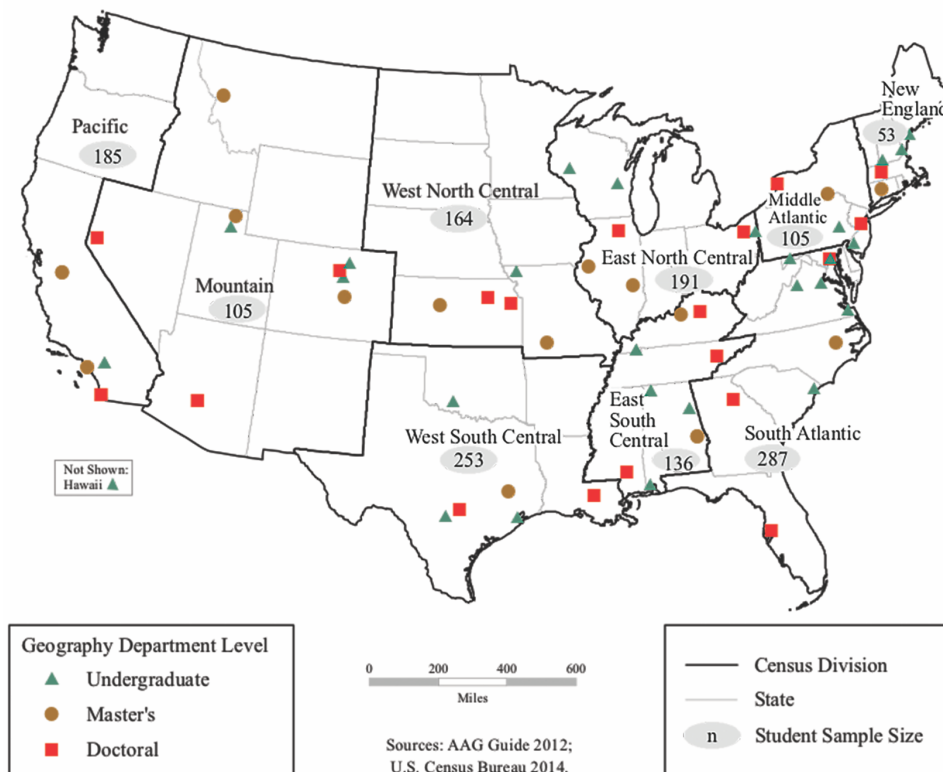 New
England
53
Pacific
185
West North Central
164
Middle
Atlantic
105
East North Central
191
Mountain
105
East
South
Central
136
West South Central
253
South Atlantic
287
Not Shown:
Hawaii
Geography Department Level
Undergraduate
Master's
Doctoral
0 200 400 600
Miles
Sources: AAG Guide 2012;
U.S. Census Bureau 2014.
Census Division
State
n Student Sample Size